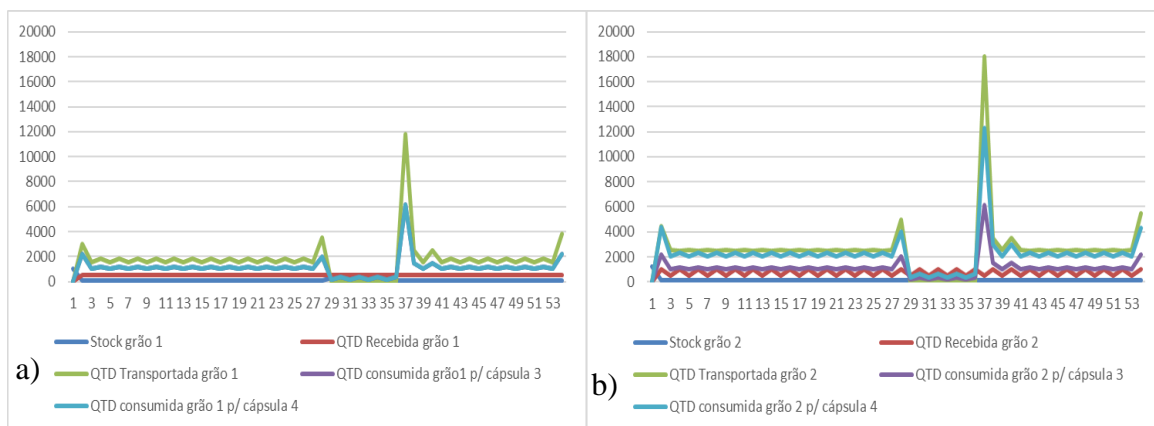 20000
18000
16000
14000
12000
10000
8000
6000
4000
2000
0
1 3 5 7 9 11 13 15 17 19 21 23 25 27 29 31 33 35 37 39 41 43 45 47 49 51 53
Stock grão 1
QTD Recebida grão 1
QTD Transportada grão 1
QTD consumida grão1 p/ cápsula 3
QTD consumida grão 1 p/ cápsula 4
a)
20000
18000
16000
14000
12000
10000
8000
6000
4000
2000
0
1 3 5 7 9 11 13 15 17 19 21 23 25 27 29 31 33 35 37 39 41 43 45 47 49 51 53
Stock grão 2
QTD Recebida grão 2
QTD Transportada grão 2
QTD consumida grão 2 p/ cápsula 3
QTD consumida grão 2 p/ cápsula 4
b)